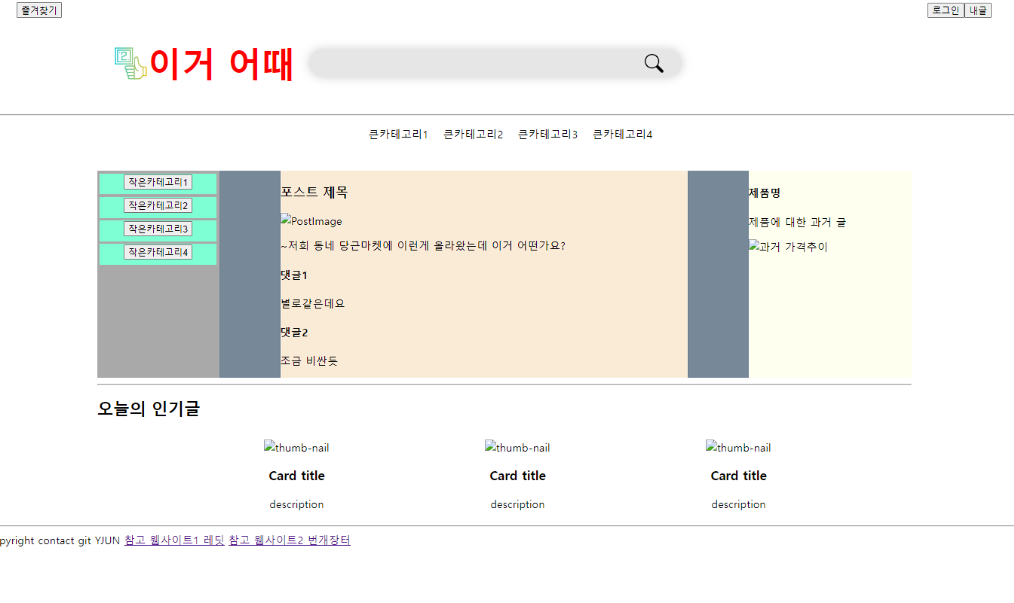 즐겨찾기
로그인 내글
이거 어때
큰카테고리1 큰카테고리2 큰카테고리3 큰카테고리4
작은카테고리1
작은카테고리2
작은카테고리3
작은카테고리4
포스트 제목
PostImage
~저희 동네 당근마켓에 이런게 올라왔는데 이거 어떤가요?
댓글1
별로같은데요
댓글2
조금 비싼듯
제품명
제품에 대한 과거 글
과거 가격추이
오늘의 인기글
thumb-nail thumb-nail thumb-nail
Card title Card title Card title
description description description
pyright contact git YJUN 참고 웹사이트1 레딧 참고 웹사이트2 번개장터